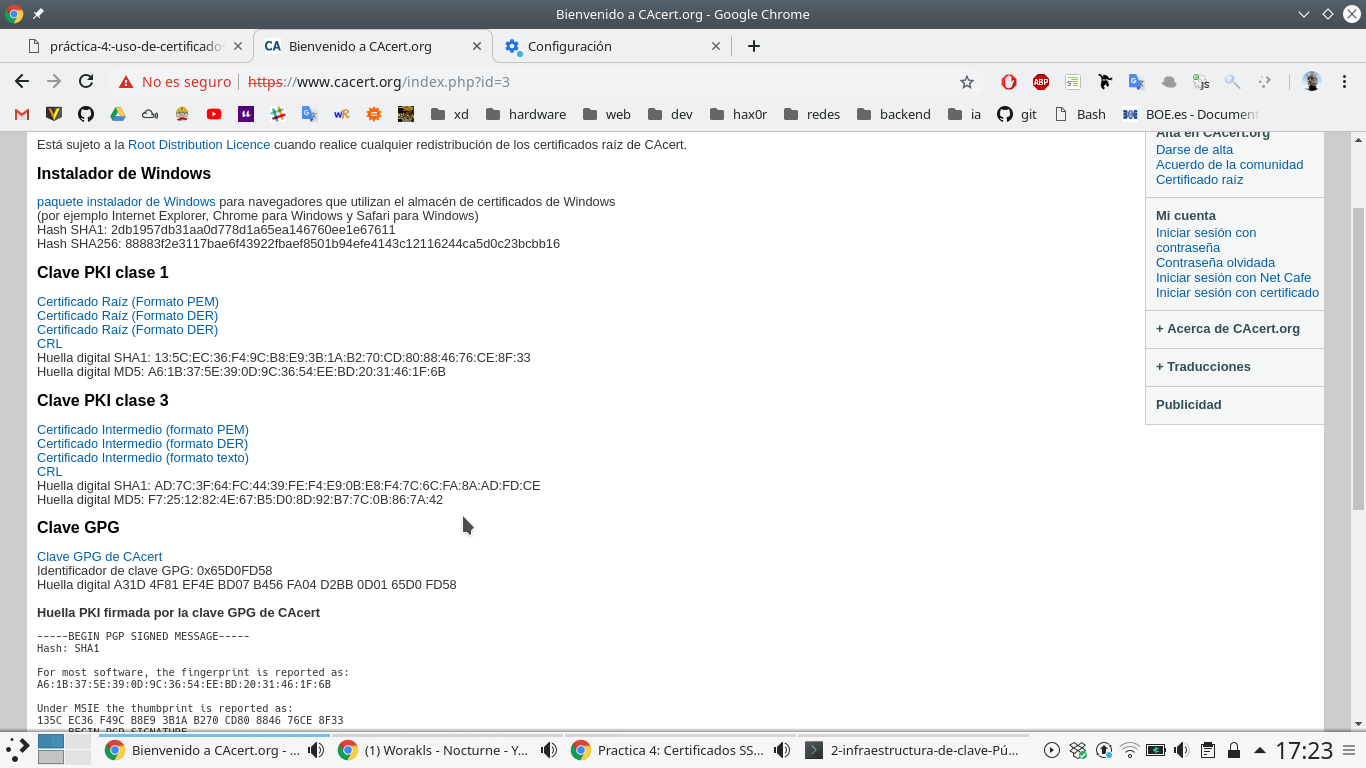 Bienvenido a CAcert.org - Google Chrome
práctica-4:-uso-de-certificado
Bienvenido a CAcert.org
Configuración
No es seguro
https://www.cacert.org/index.php?id=3
xd
hardware
web
dev
hax0r
redes
backend
ia
git
Bash
BOE.es - Document
Está sujeto a la Root Distribution Licence cuando realice cualquier redistribución de los certificados raíz de CAcert.
Instalador de Windows
paquete instalador de Windows para navegadores que utilizan el almacén de certificados de Windows
(por ejemplo Internet Explorer, Chrome para Windows y Safari para Windows)
Hash SHA1: 2db1957db31aa0d778d1a65ea146760ee1e67611
Hash SHA256: 88883f2e3117bae6f43922fbaef8501b94efe4143c12116244ca5d0c23bcbb16
Clave PKI clase 1
Certificado Raíz (Formato PEM)
Certificado Raíz (Formato DER)
Certificado Raíz (Formato DER)
CRL
Huella digital SHA1: 13:5C:EC:36:F4:9C:B8:E9:3B:1A:B2:70:CD:80:88:46:76:CE:8F:33
Huella digital MD5: A6:1B:37:5E:39:0D:9C:36:54:EE:BD:20:31:46:1F:6B
Clave PKI clase 3
Certificado Intermedio (formato PEM)
Certificado Intermedio (formato DER)
Certificado Intermedio (formato texto)
CRL
Huella digital SHA1: AD:7C:3F:64:FC:44:39:FE:F4:E9:0B:E8:F4:7C:6C:FA:8A:AD:FD:CE
Huella digital MD5: F7:25:12:82:4E:67:B5:D0:8D:92:B7:7C:0B:86:7A:42
Clave GPG
Clave GPG de CAcert
Identificador de clave GPG: 0x65D0FD58
Huella digital A31D 4F81 EF4E BD07 B456 FA04 D2BB 0D01 65D0 FD58
Huella PKI firmada por la clave GPG de CAcert
-----BEGIN PGP SIGNED MESSAGE-----
Hash: SHA1
For most software, the fingerprint is reported as:
A6:1B:37:5E:39:0D:9C:36:54:EE:BD:20:31:46:1F:6B
Under MSIE the thumbprint is reported as:
135C EC36 F49C B8E9 3B1A B270 CD80 8846 76CE 8F33
-----BEGIN PGP SIGNATURE-----
Alta en CAcert.org
Darse de alta
Acuerdo de la comunidad
Certificado raíz
Mi cuenta
Iniciar sesión con
contraseña
Contraseña olvidada
Iniciar sesión con Net Cafe
Iniciar sesión con certificado
+ Acerca de CAcert.org
+ Traducciones
Publicidad
Bienvenido a CAcert.org - ...
(1) Worakls - Nocturne - Y...
Practica 4: Certificados SS...
2-infraestructura-de-clave-Pú...
17:23